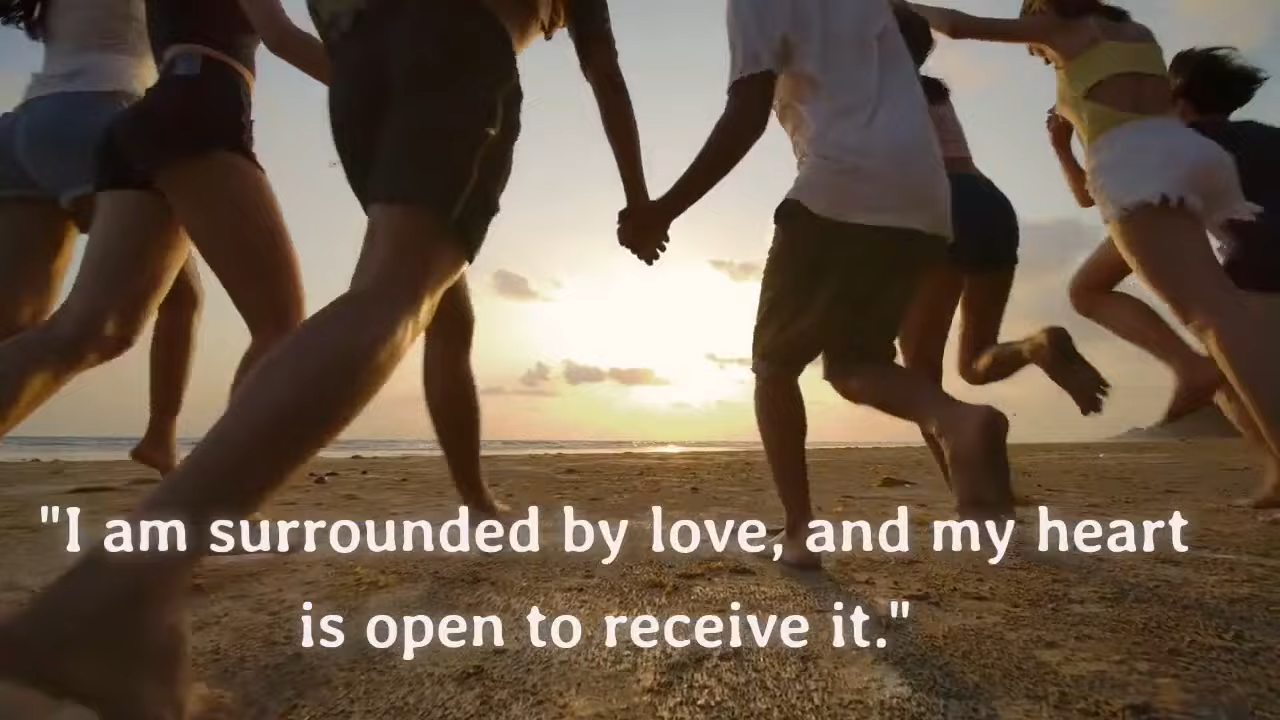 "I am surrounded by love, and my heart
is open to receive it."